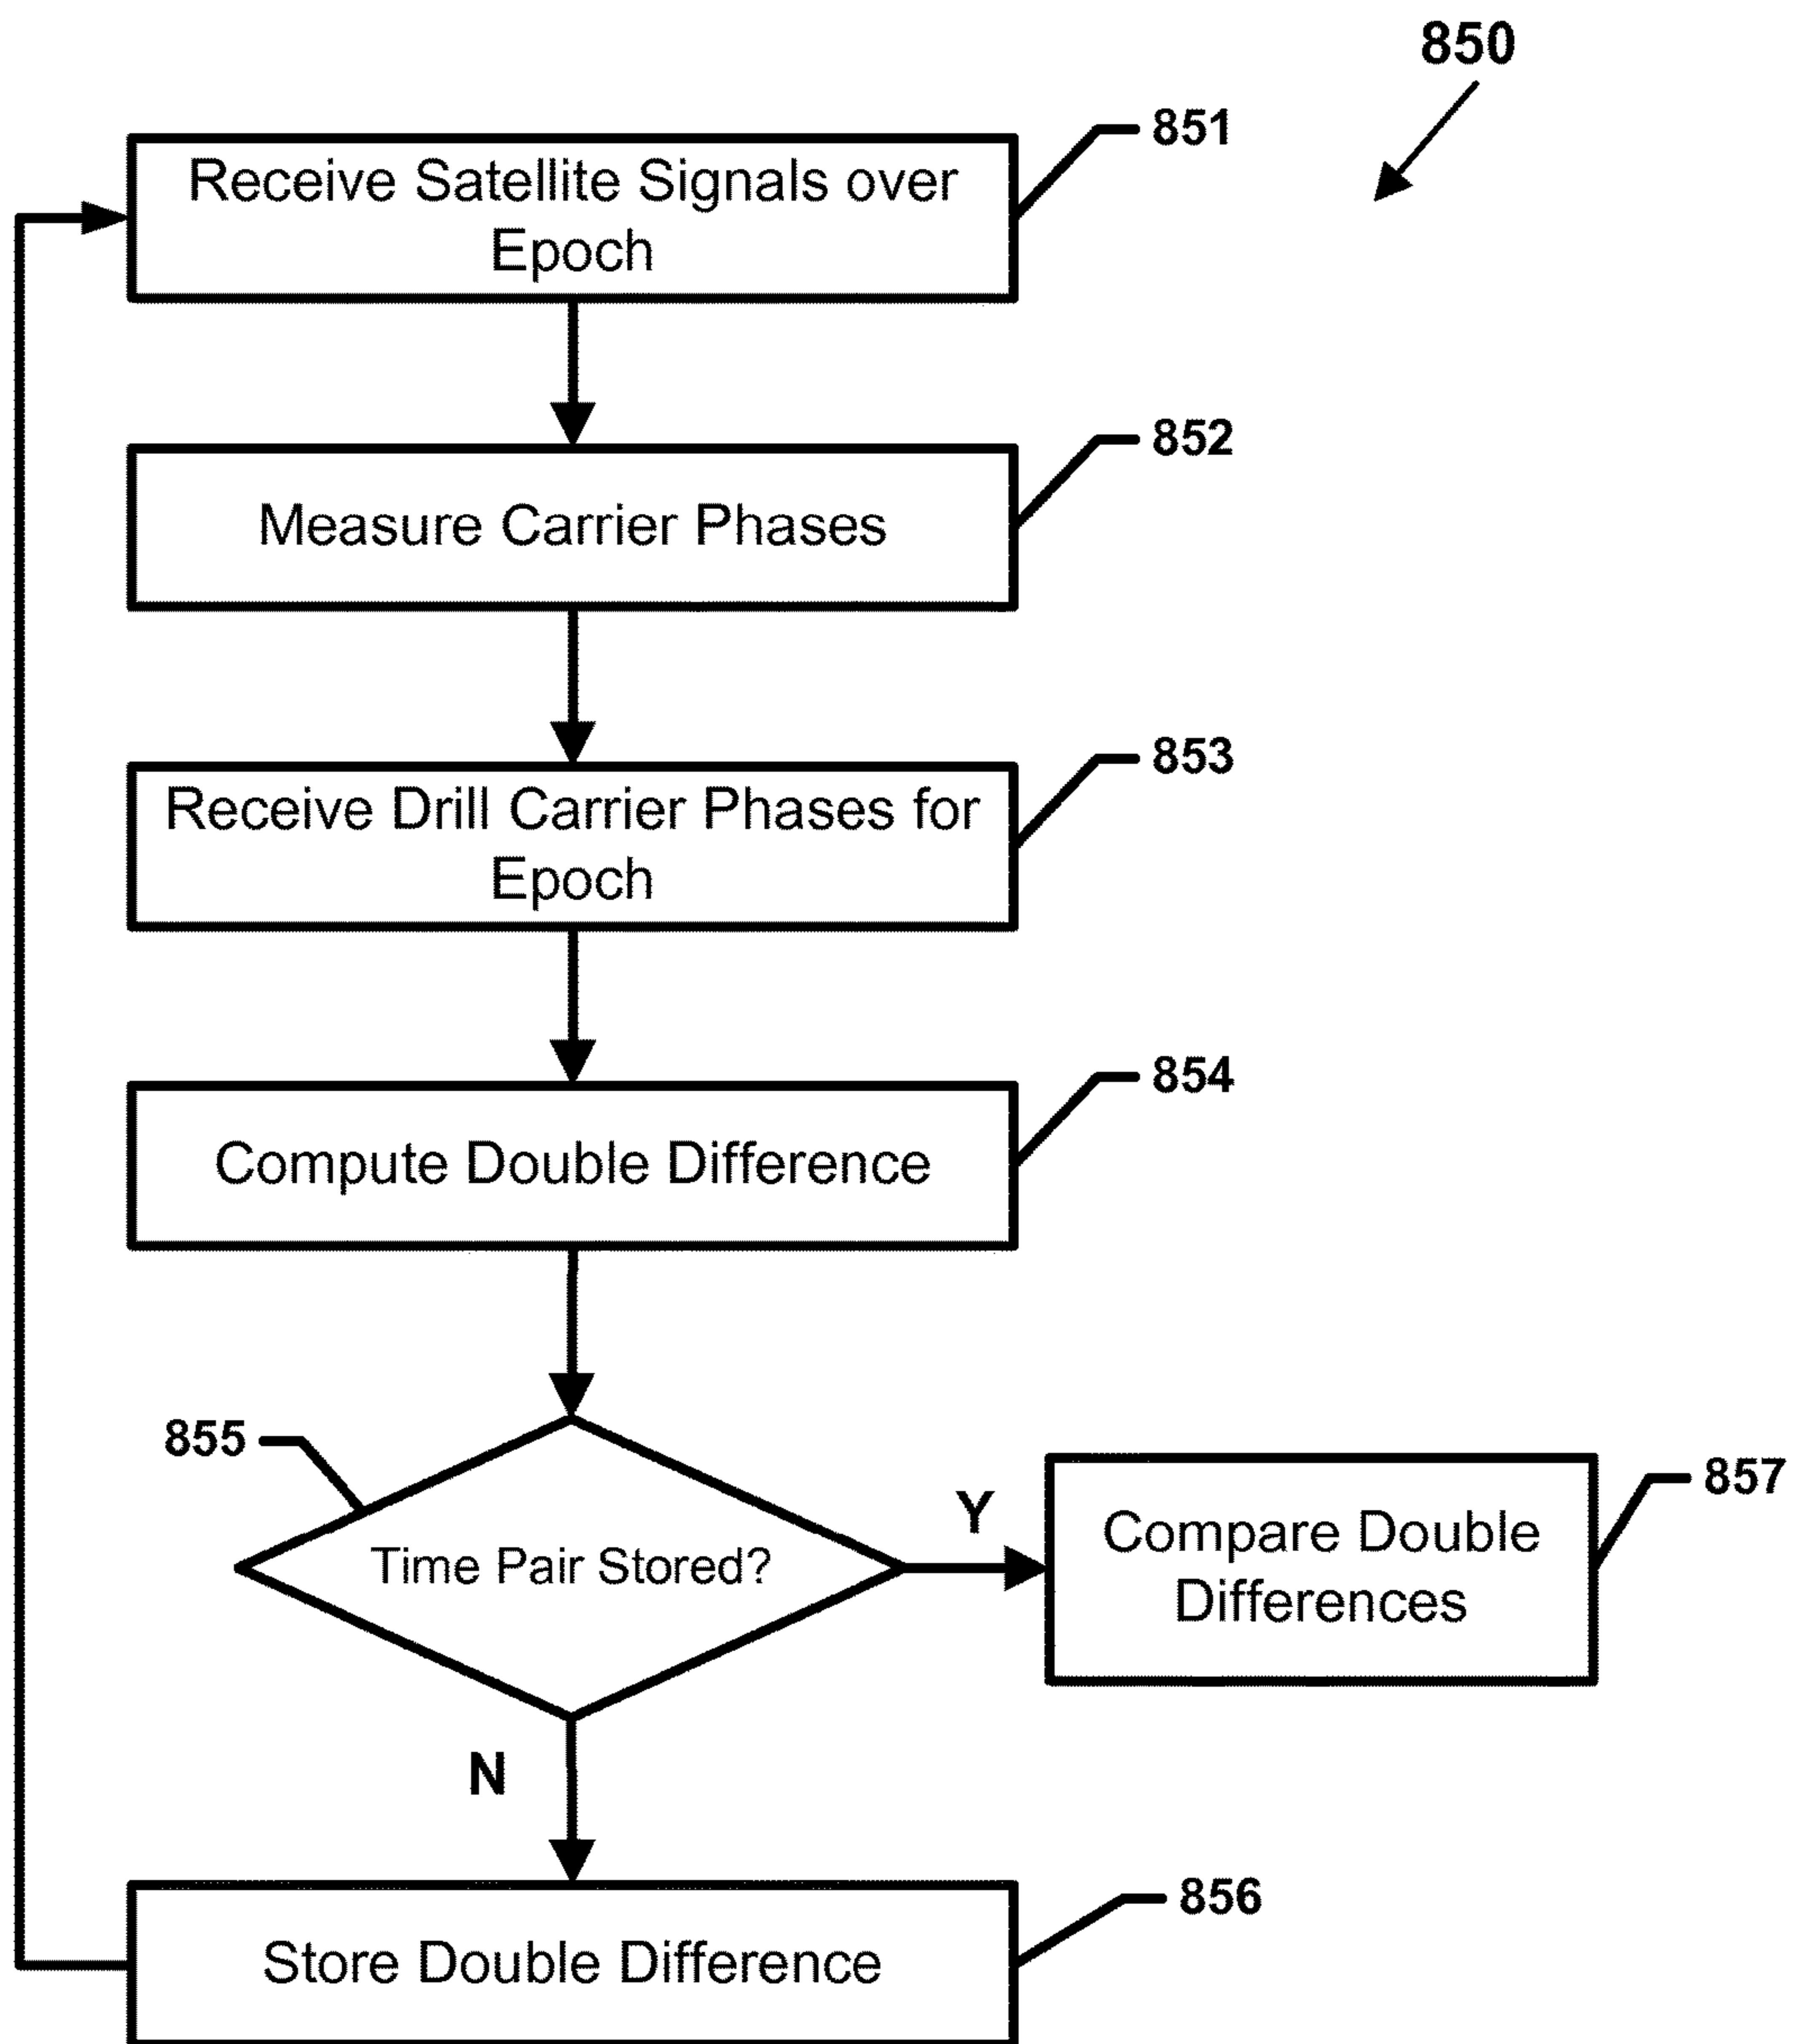 850
851
Receive Satellite Signals over
Epoch
852
Measure Carrier Phases
853
Receive Drill Carrier Phases for
Epoch
854
Compute Double Difference
855
Time Pair Stored?
Y
857
Compare Double
Differences
N
856
Store Double Difference